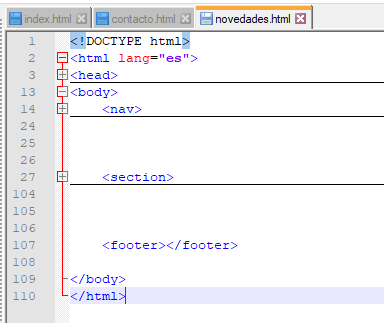 index.html contacto.html novedades.html
1 <!DOCTYPE html>
2 <html lang="es">
3 <head>
13 <body>
14 <nav>
25
26
27 <section>
104
105
106
107 <footer></footer>
108
109 </body>
110 </html>